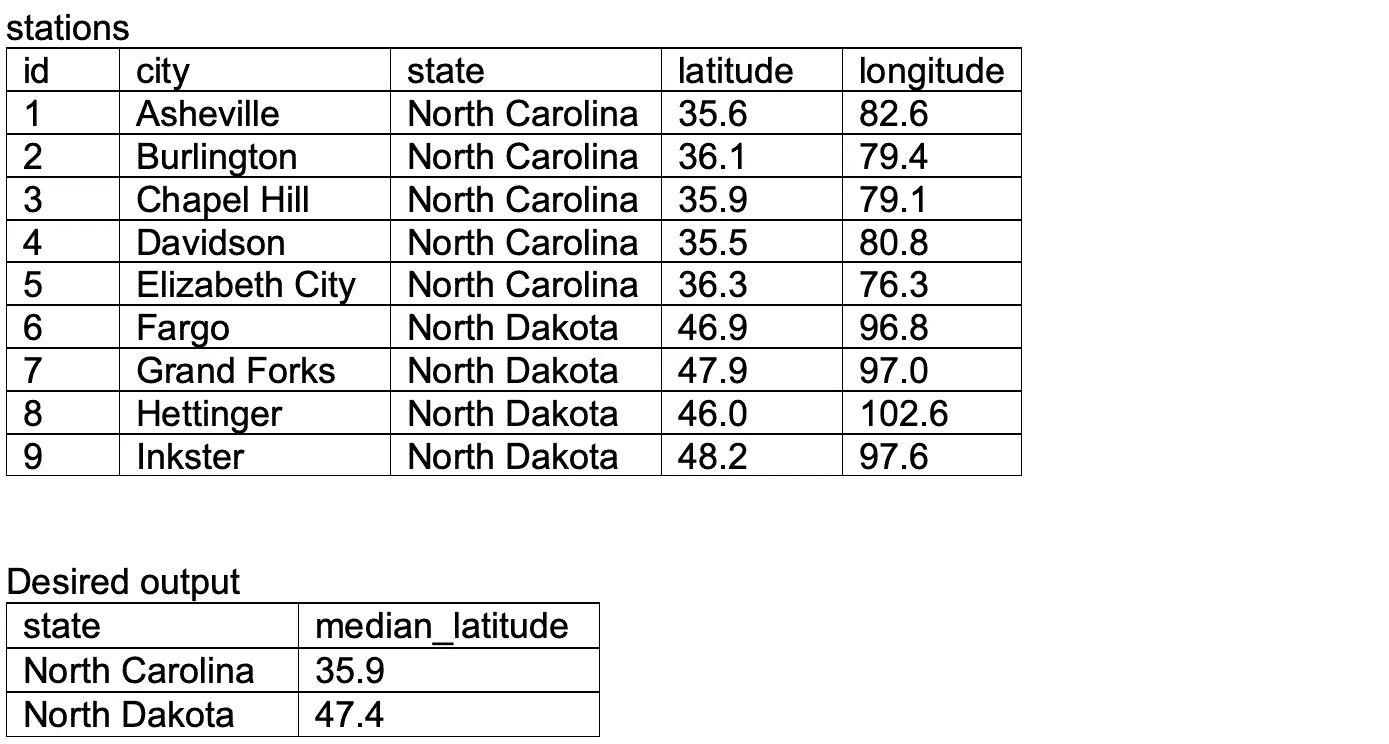 stations
id city state latitude longitude
1 Asheville North Carolina 35.6 82.6
2 Burlington North Carolina 36.1 79.4
3 Chapel Hill North Carolina 35.9 79.1
4 Davidson North Carolina 35.5 80.8
5 Elizabeth City North Carolina 36.3 76.3
6 Fargo North Dakota 46.9 96.8
7 Grand Forks North Dakota 47.9 97.0
8 Hettinger North Dakota 46.0 102.6
9 Inkster North Dakota 48.2 97.6
Desired output
state median_latitude
North Carolina 35.9
North Dakota 47.4